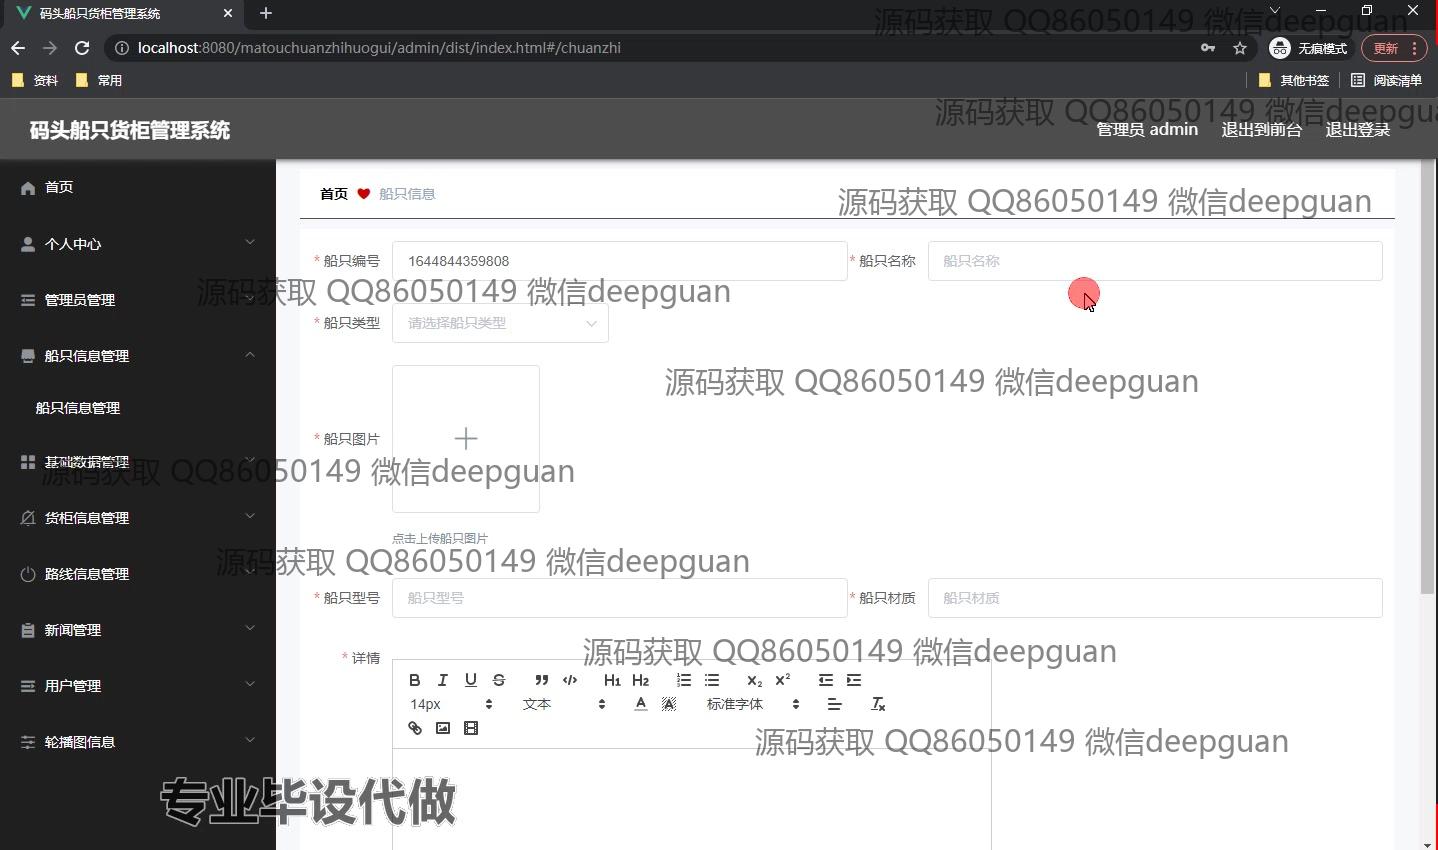 码头船只货柜管理系统
源码获取 QQ86050149 微信deepguan
localhost:8080/matouchuanzhihuogui/admin/dist/index.html#/chuanzhi
无痕模式
更新
资料
常用
其他书签
阅读清单
源码获取 QQ86050149 微信deepgua
码头船只货柜管理系统
管理员 admin
退出到前台
退出登录
首页
个人中心
管理员管理
船只信息管理
船只信息管理
基础数据管理
货柜信息管理
路线信息管理
新闻管理
用户管理
轮播图信息
首页
船只信息
源码获取 QQ86050149 微信deepguan
* 船只编号
1644844359808
* 船只名称
船只名称
源码获取 QQ86050149 微信deepguan
* 船只类型
请选择船只类型
源码获取 QQ86050149 微信deepguan
* 船只图片
源码获取 QQ86050149 微信deepguan
点击上传船只图片
源码获取 QQ86050149 微信deepguan
* 船只型号
船只型号
* 船只材质
船只材质
* 详情
源码获取 QQ86050149 微信deepguan
B I U S H1 H2 X2 X2
14px
文本
A A
标准字体
Tx
源码获取 QQ86050149 微信deepguan
专业毕设代做